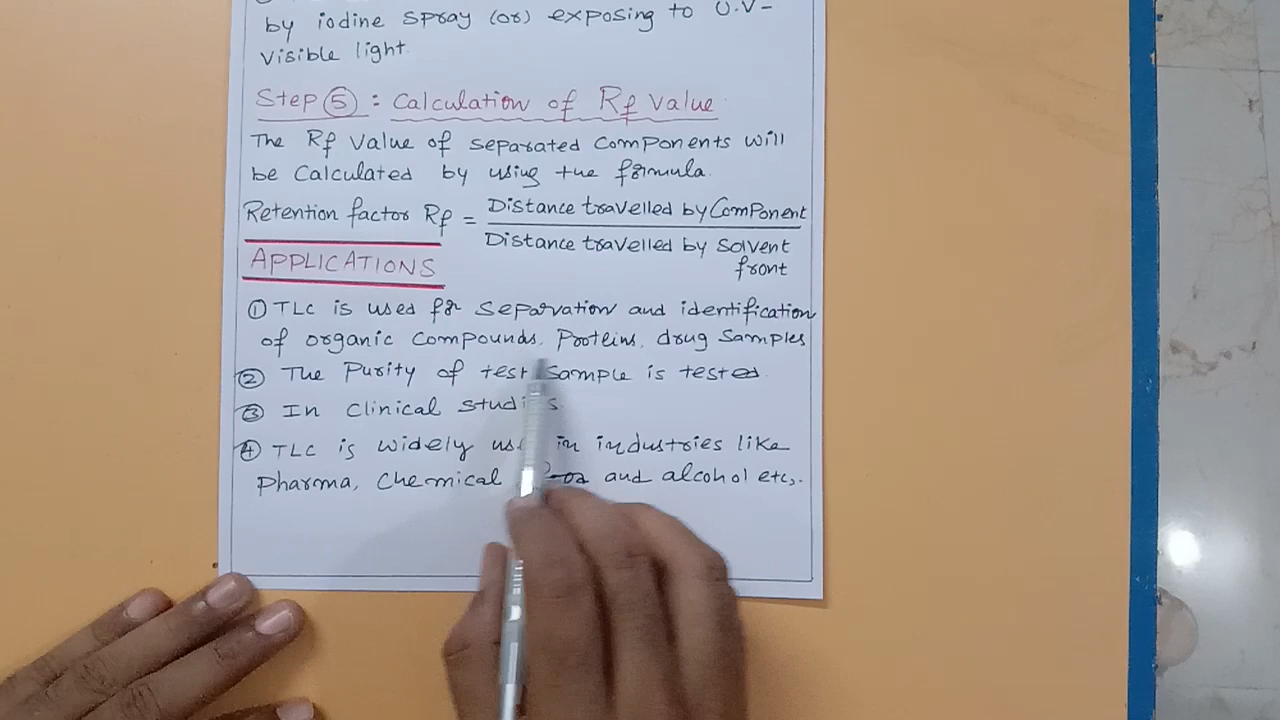 by iodine spray (or) exposing to U.V-
visible light.
Step 5 : Calculation of Rf value
The Rf value of separated components will
be calculated by using the formula.
Retention factor Rf = Distance travelled by Component
Distance travelled by solvent
front
APPLICATIONS
① TLC is used for separation and identification
of organic compounds, Proteins, drug samples
② The Purity of test sample is tested.
③ In clinical studies.
④ TLC is widely in industries like
Pharma, Chemical and alcohol etc,.